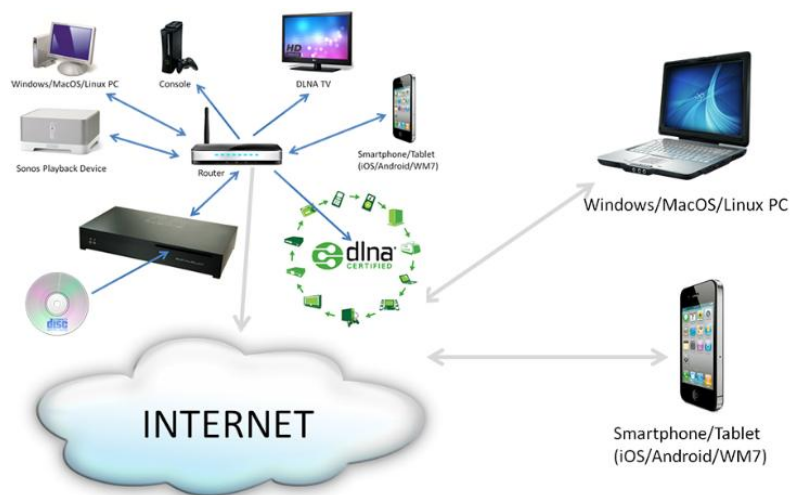 Windows/MacOS/Linux PC
Console
HD
DLNA TV
Sonos Playback Device
Router
Smartphone/Tablet
(iOS/Android/WM7)
dlna
CERTIFIED
disc
Windows/MacOS/Linux PC
INTERNET
Smartphone/Tablet
(iOS/Android/WM7)